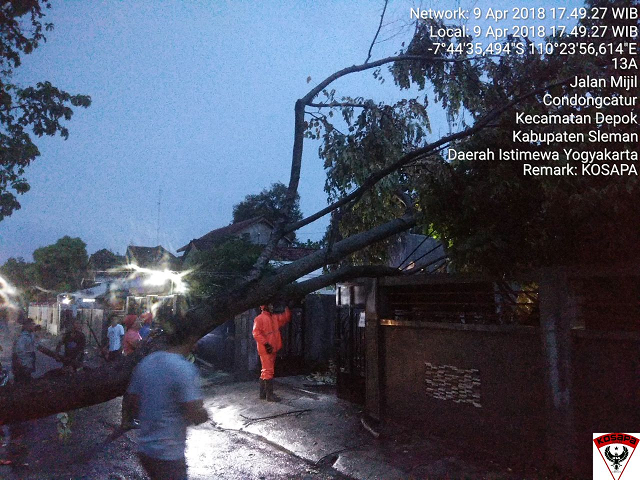 Network: 9 Apr 2018 17.49.27 WIB
Local: 9 Apr 2018 17.49.27 WIB
-7°44'35,494"S 110°23'56,614"E
13A
Jalan Mijil
Condongcatur
Kecamatan Depok
Kabupaten Sleman
Daerah Istimewa Yogyakarta
Remark: KOSAPA
KOSAPA